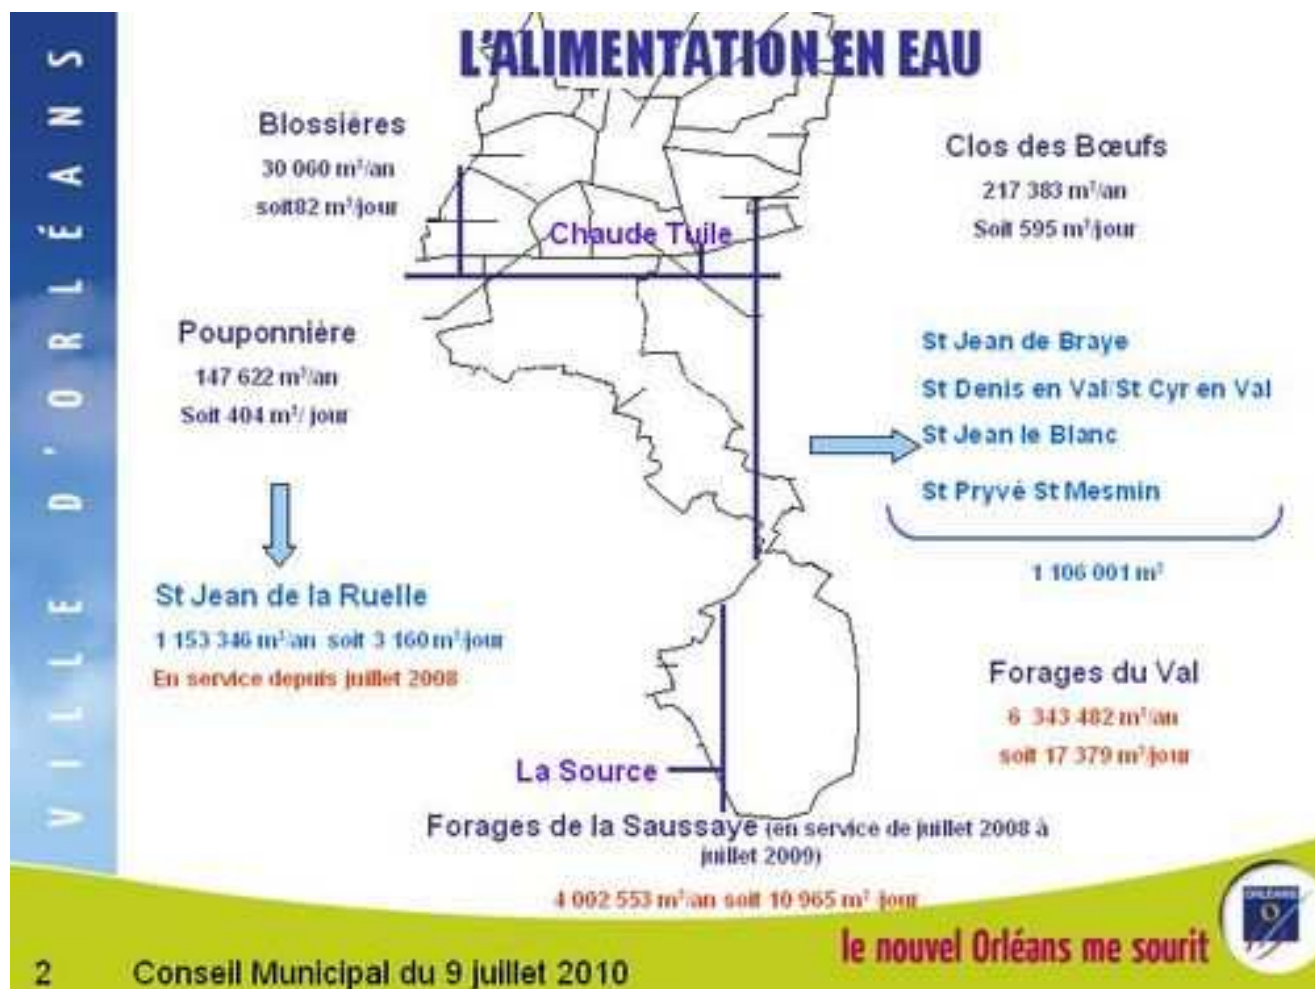 L'ALIMENTATION EN EAU
VILLE D'ORLÉANS
Blossières
30 060 m³/an
soit82 m³/jour
Clos des Bœufs
217 383 m³/an
Soit 595 m³/jour
Chaude Tuile
Pouponnière
147 622 m³/an
Soit 404 m³/ jour
St Jean de Braye
St Denis en Val/St Cyr en Val
St Jean le Blanc
St Pryvé St Mesmin
1 106 001 m³
St Jean de la Ruelle
1 153 346 m³/an soit 3 160 m³/jour
En service depuis juillet 2008
Forages du Val
6 343 482 m³/an
soit 17 379 m³/jour
La Source
Forages de la Saussaye (en service de juillet 2008 à
juillet 2009)
4 002 553 m³/an soit 10 965 m³ /jour
le nouvel Orléans me sourit
ORLÉANS
2 Conseil Municipal du 9 juillet 2010